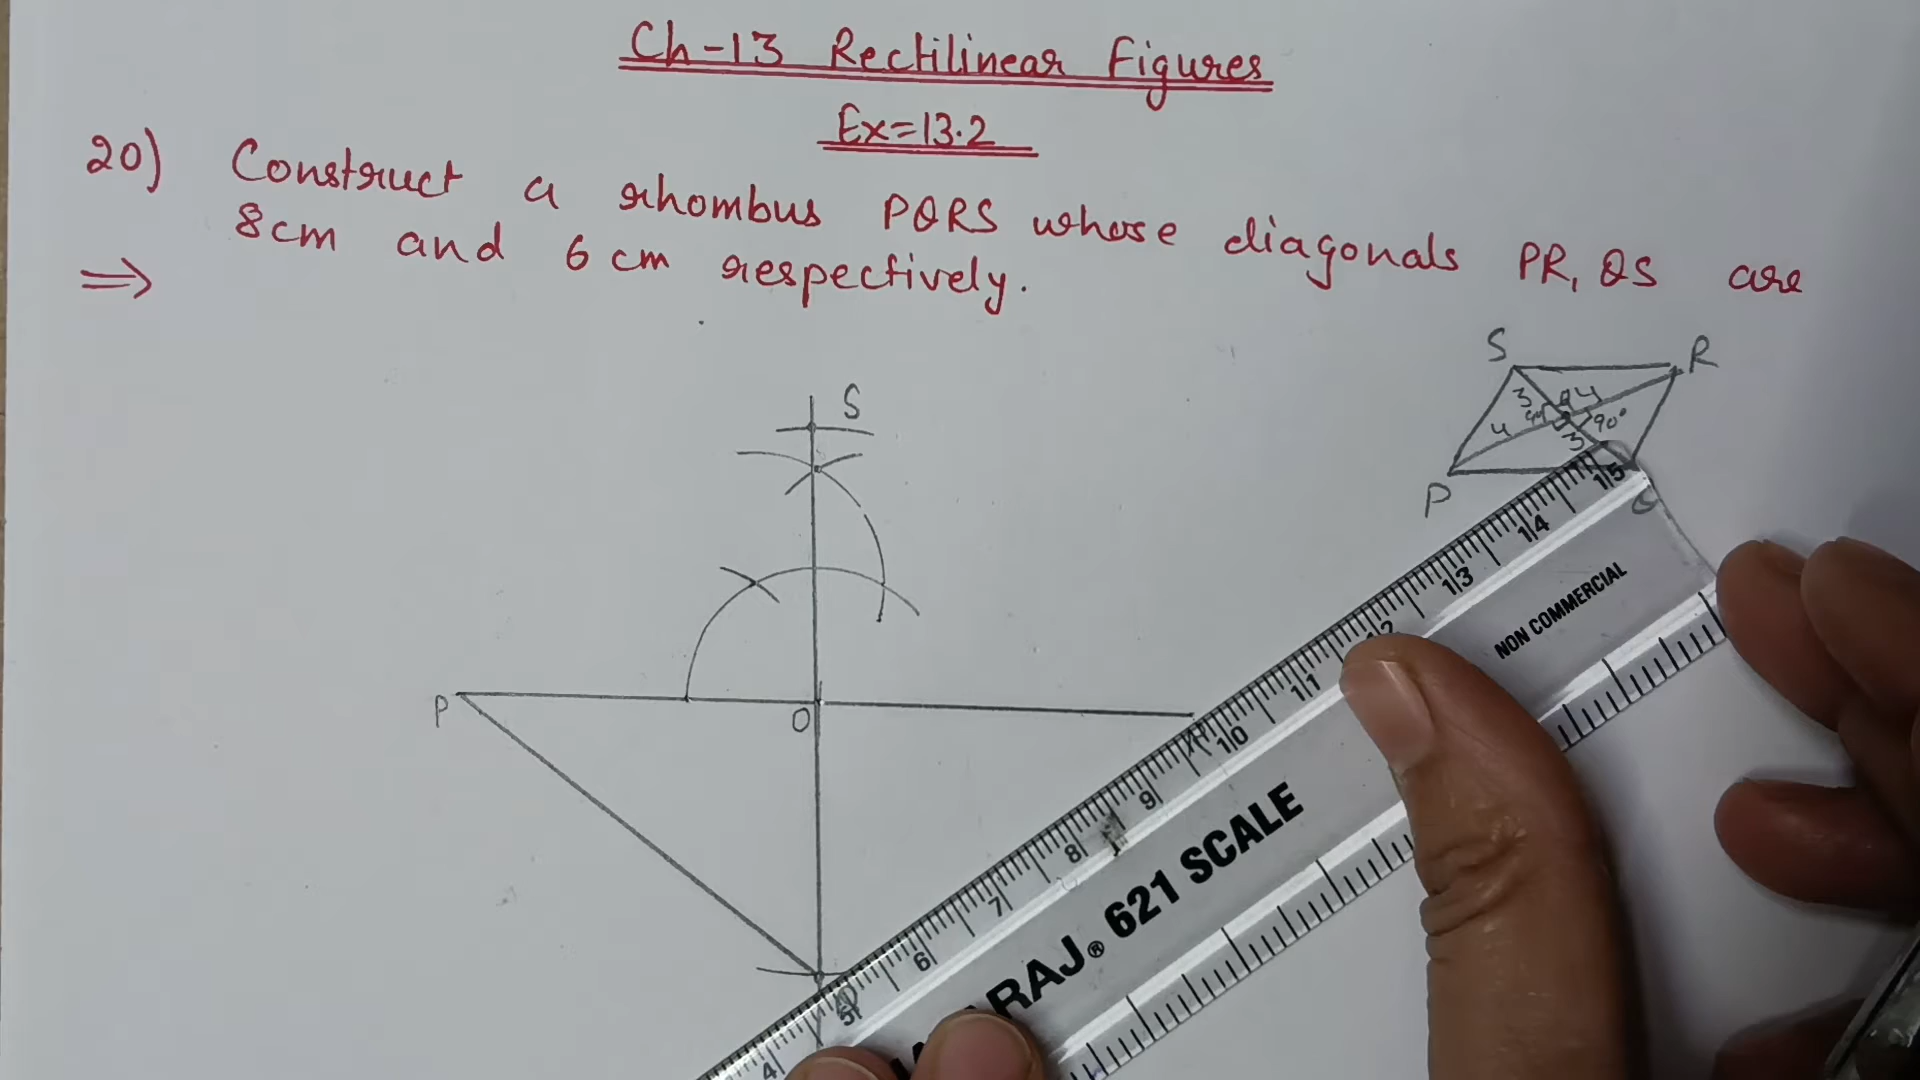 Ch-13 Rectilinear Figures
Ex=13.2
20) Construct a rhombus PQRS whose diagonals PR, QS are
8cm and 6 cm respectively.
⇒
S
R
3
4
4
90°
3
P
S
P
O
15
14
13
12
11
10
9
8
7
6
5
4
NON COMMERCIAL
RAJ® 621 SCALE